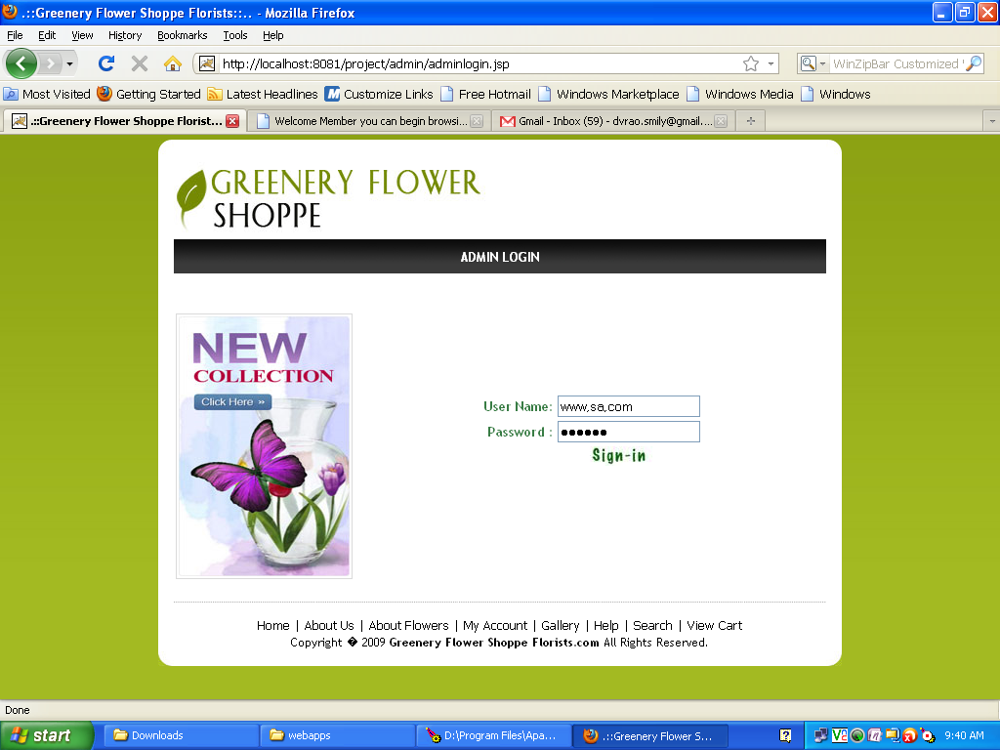 .::Greenery Flower Shoppe Florists::.. - Mozilla Firefox
File Edit View History Bookmarks Tools Help
http://localhost:8081/project/admin/adminlogin.jsp WinZipBar Customized
Most Visited Getting Started Latest Headlines Customize Links Free Hotmail Windows Marketplace Windows Media Windows
.::Greenery Flower Shoppe Florist... Welcome Member you can begin browsi... Gmail - Inbox (59) - dvrao.smily@gmail....
GREENERY FLOWER
SHOPPE
ADMIN LOGIN
NEW
COLLECTION
Click Here »
User Name: www.sa.com
Password : ●●●●●●
Sign-in
Home | About Us | About Flowers | My Account | Gallery | Help | Search | View Cart
Copyright � 2009 Greenery Flower Shoppe Florists.com All Rights Reserved.
Done
start Downloads webapps D:\Program Files\Apa... .::Greenery Flower S... 9:40 AM